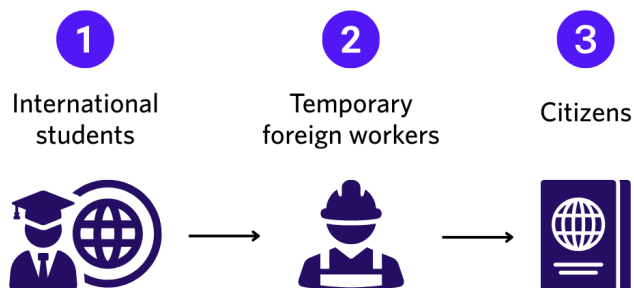 1
International
students
2
Temporary
foreign workers
3
Citizens